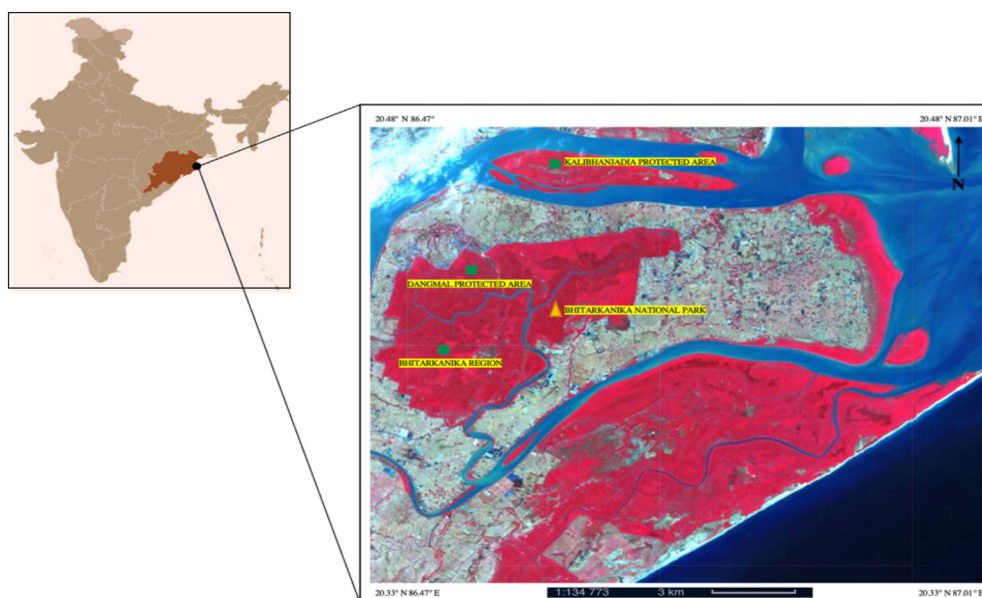 20.48° N 86.47°
20.48° N 87.01° E
KALIBHANJADIA PROTECTED AREA
N
DANGMAL PROTECTED AREA
BHITARKANIKA NATIONAL PARK
BHITARKANIKA REGION
20.33° N 86.47° E
1:134 773
3 km
20.33° N 87.01° E